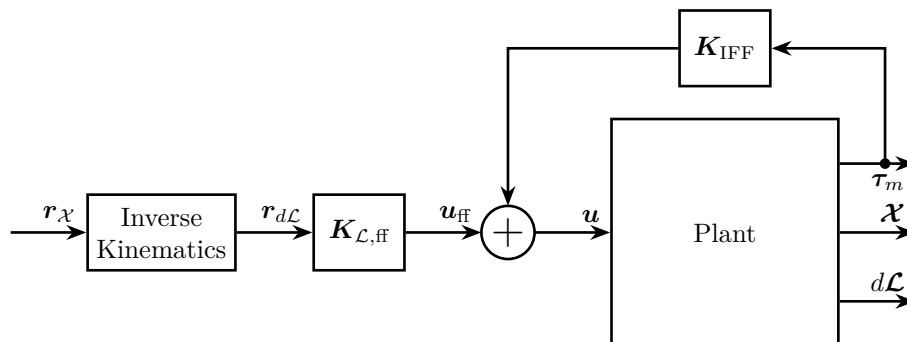 K_IFF
τ_m
r_𝒳
Inverse
Kinematics
r_dℒ
K_ℒ,ff
u_ff
+
u
Plant
𝒳
dℒ